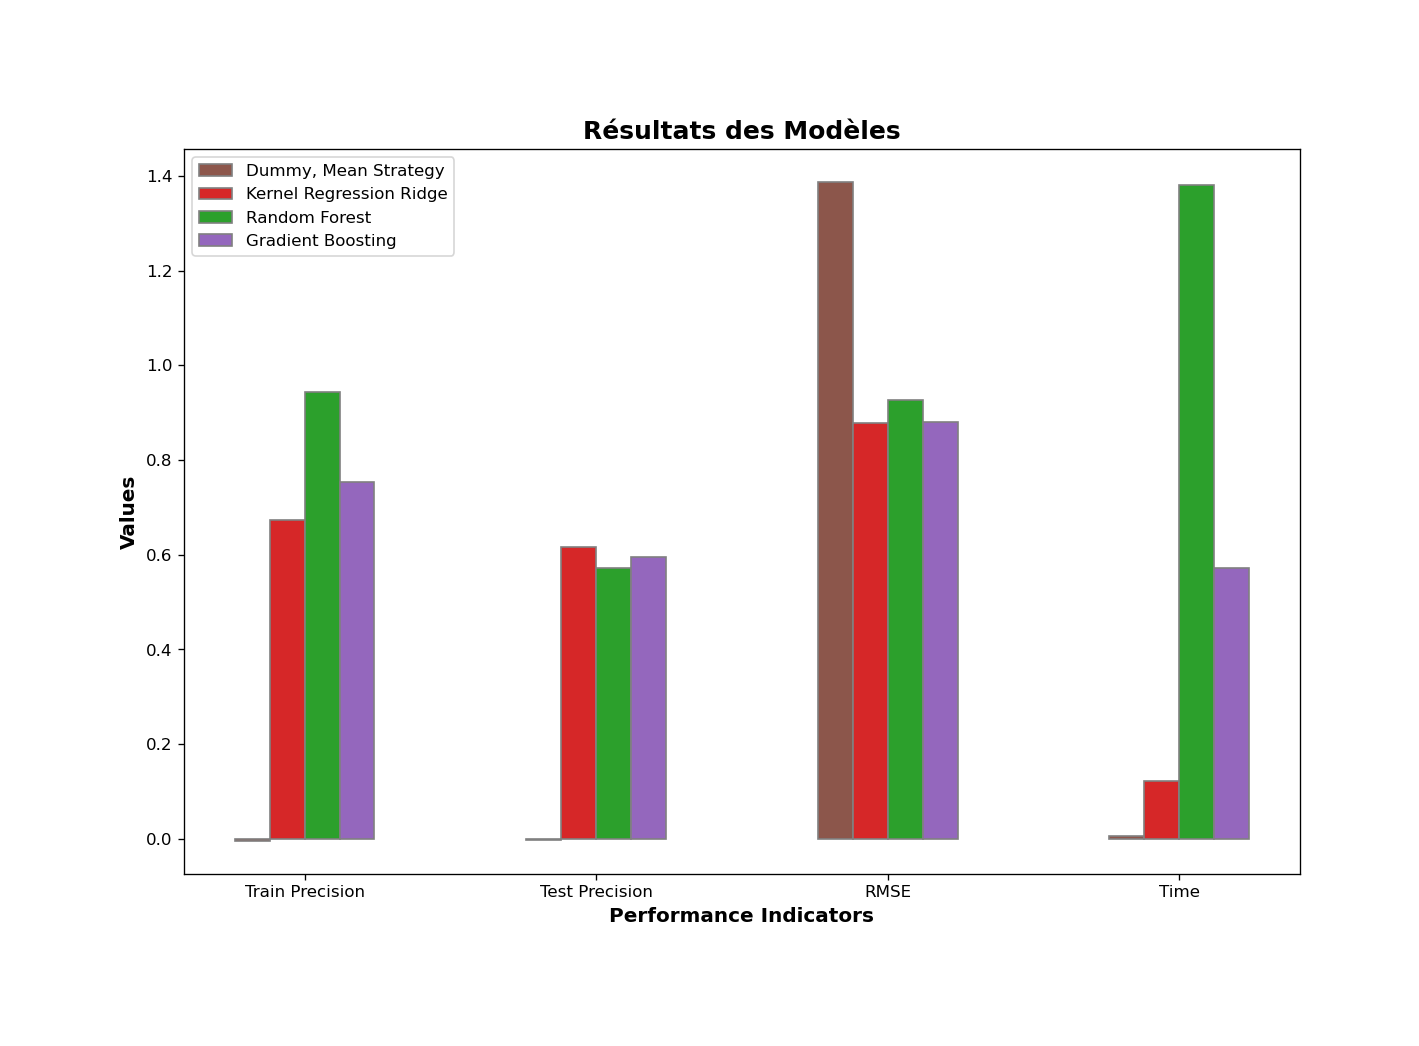 Résultats des Modèles
Dummy, Mean Strategy
Kernel Regression Ridge
Random Forest
Gradient Boosting
1.4
1.2
1.0
0.8
0.6
0.4
0.2
0.0
Values
Train Precision
Test Precision
RMSE
Time
Performance Indicators